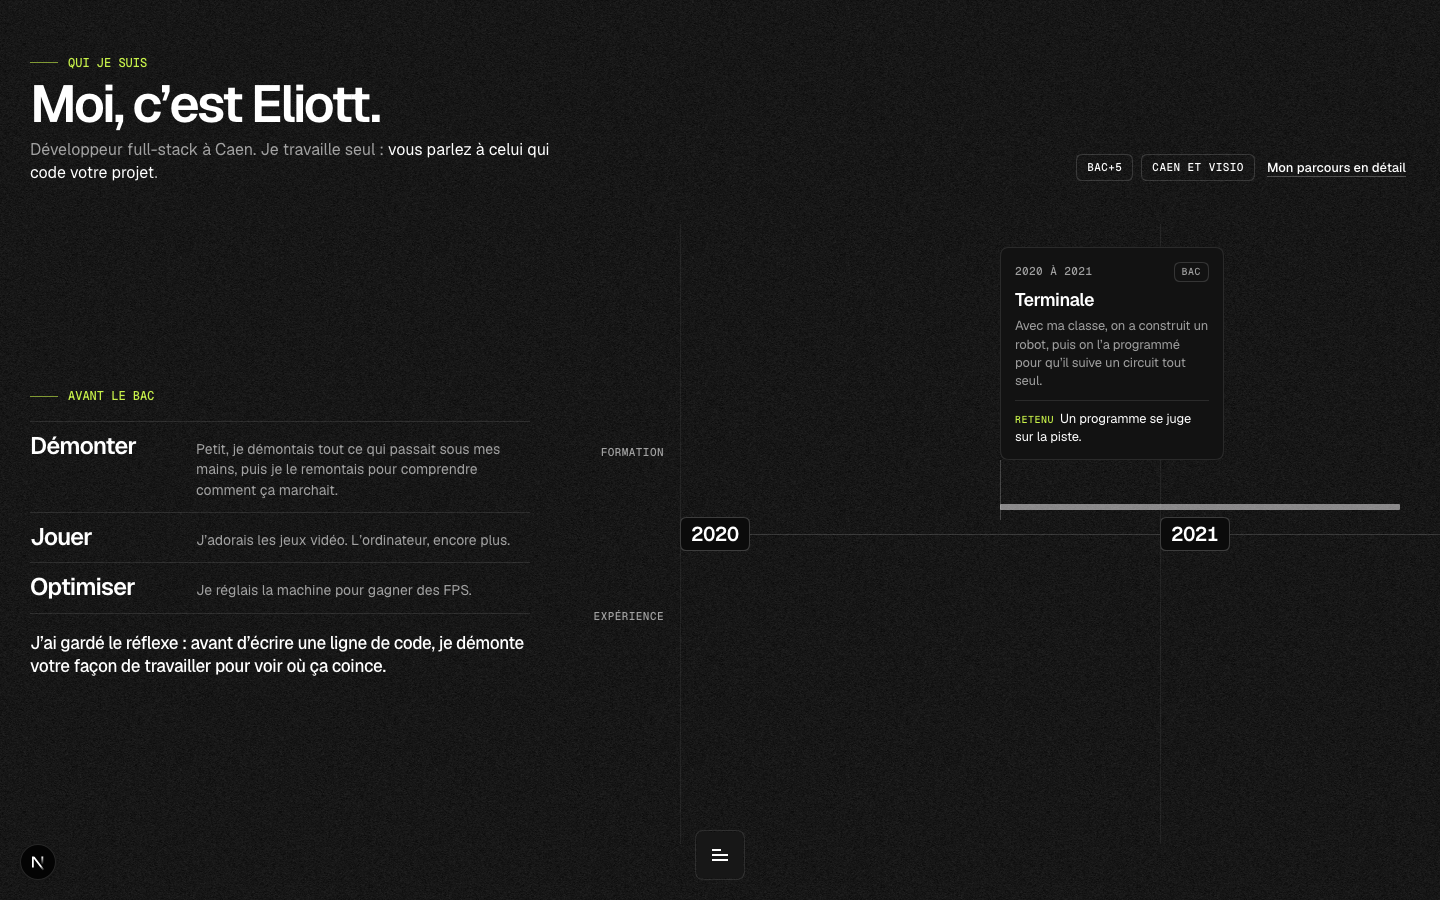 QUI JE SUIS
Moi, c’est Eliott.
Développeur full-stack à Caen. Je travaille seul : vous parlez à celui qui
code votre projet.
BAC+5
CAEN ET VISIO
Mon parcours en détail
2020 À 2021
BAC
Terminale
Avec ma classe, on a construit un
robot, puis on l’a programmé
pour qu’il suive un circuit tout
seul.
RETENU Un programme se juge
sur la piste.
AVANT LE BAC
Démonter
Petit, je démontais tout ce qui passait sous mes
mains, puis je le remontais pour comprendre
comment ça marchait.
Jouer
J’adorais les jeux vidéo. L’ordinateur, encore plus.
Optimiser
Je réglais la machine pour gagner des FPS.
J’ai gardé le réflexe : avant d’écrire une ligne de code, je démonte
votre façon de travailler pour voir où ça coince.
FORMATION
2020
2021
EXPÉRIENCE
N